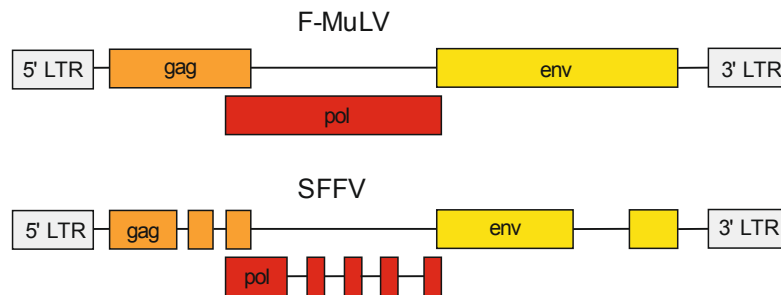 F-MuLV
5' LTR gag env 3' LTR
pol
SFFV
5' LTR gag env 3' LTR
pol